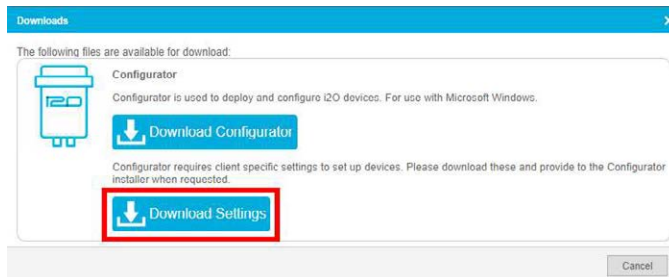 Downloads
The following files are available for download:
Configurator
i2O
Configurator is used to deploy and configure i2O devices. For use with Microsoft Windows.
Download Configurator
Configurator requires client specific settings to set up devices. Please download these and provide to the Configurator
installer when requested.
Download Settings
Cancel